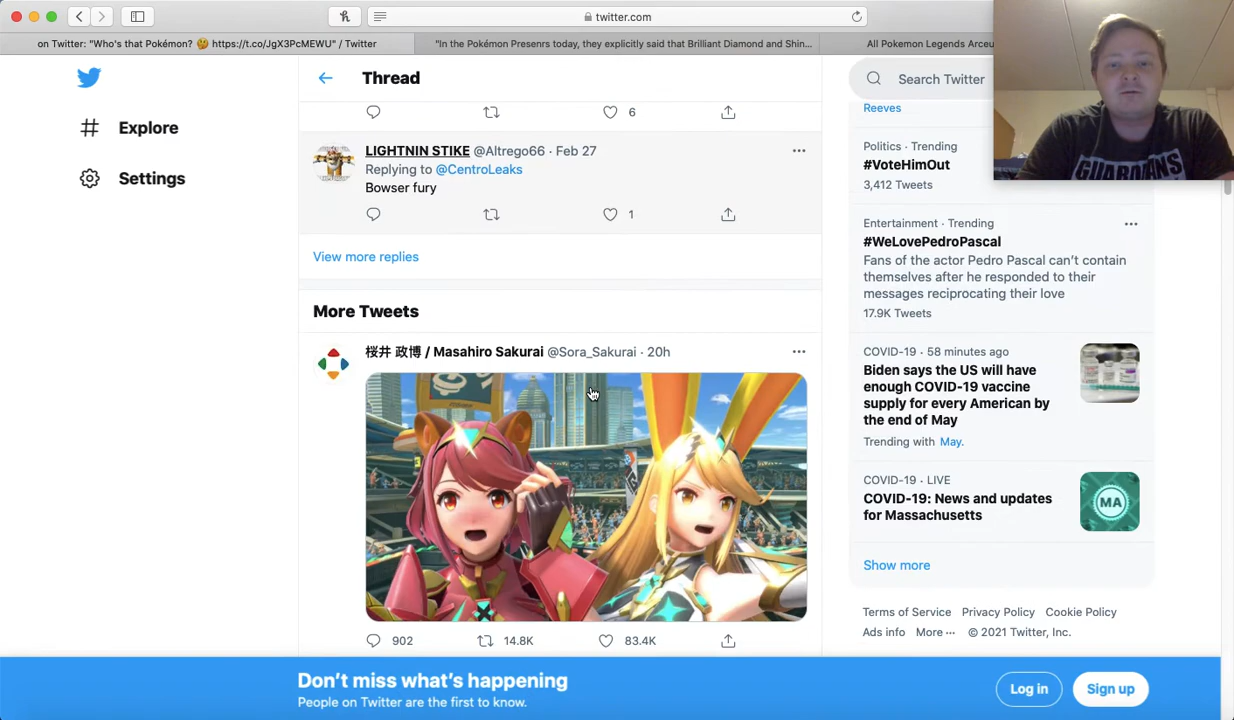 twitter.com
on Twitter: "Who's that Pokémon? 🤔 https://t.co/JgX3PcMEWU" / Twitter
"In the Pokémon Presenrs today, they explicitly said that Brilliant Diamond and Shin...
All Pokemon Legends Arceu
Explore
Settings
Thread
6
LIGHTNIN STIKE @Altrego66 · Feb 27
Replying to @CentroLeaks
Bowser fury
1
View more replies
More Tweets
桜井 政博 / Masahiro Sakurai @Sora_Sakurai · 20h
902 14.8K 83.4K
Search Twitter
Reeves
Politics · Trending
#VoteHimOut
3,412 Tweets
Entertainment · Trending
#WeLovePedroPascal
Fans of the actor Pedro Pascal can't contain
themselves after he responded to their
messages reciprocating their love
17.9K Tweets
COVID-19 · 58 minutes ago
Biden says the US will have
enough COVID-19 vaccine
supply for every American by
the end of May
Trending with May.
COVID-19 · LIVE
COVID-19: News and updates
for Massachusetts
MA
Show more
Terms of Service Privacy Policy Cookie Policy
Ads info More ··· © 2021 Twitter, Inc.
GUARDIANS
Don't miss what's happening
People on Twitter are the first to know.
Log in
Sign up